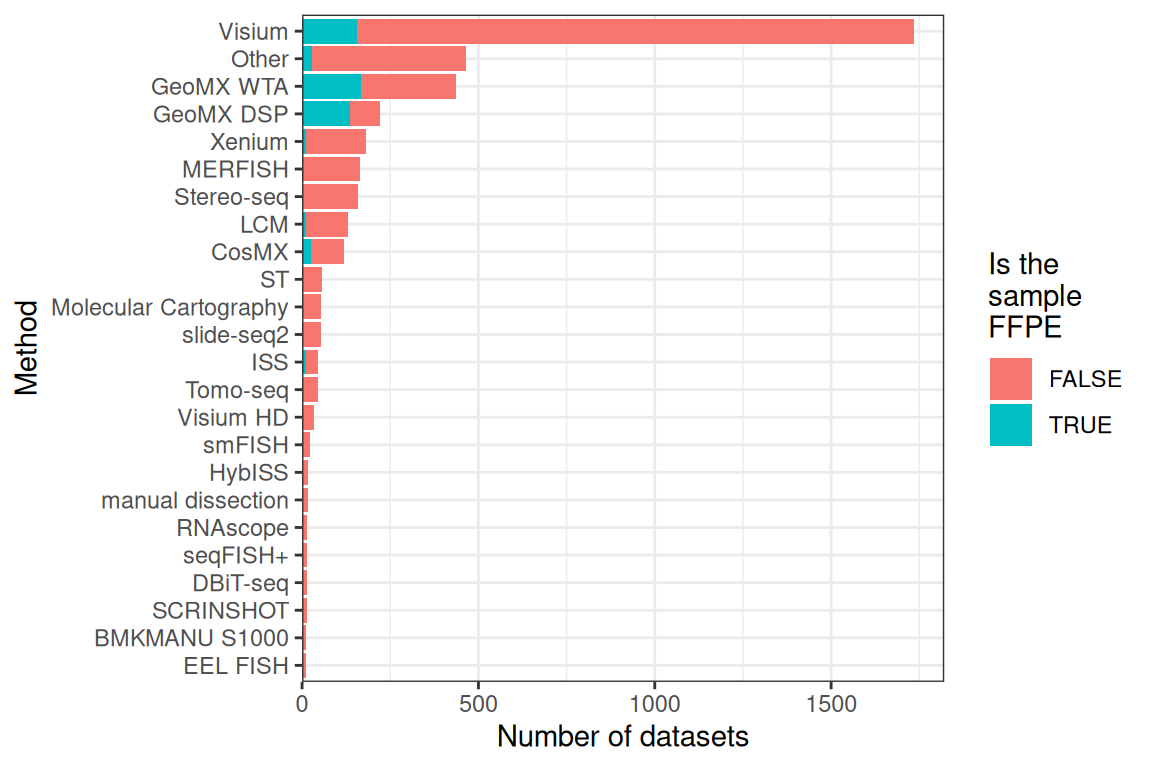 Visium
Other
GeoMX WTA
GeoMX DSP
Xenium
MERFISH
Stereo-seq
LCM
CosMX
ST
Molecular Cartography
slide-seq2
ISS
Tomo-seq
Visium HD
smFISH
HybISS
manual dissection
RNAscope
seqFISH+
DBiT-seq
SCRINSHOT
BMKMANU S1000
EEL FISH
Method
0 500 1000 1500
Number of datasets
Is the
sample
FFPE
FALSE
TRUE